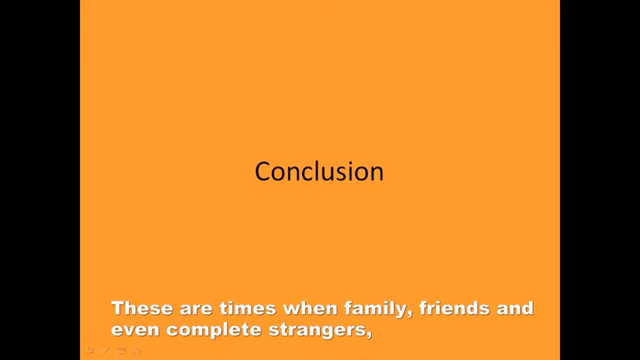 Conclusion
These are times when family, friends and
even complete strangers,